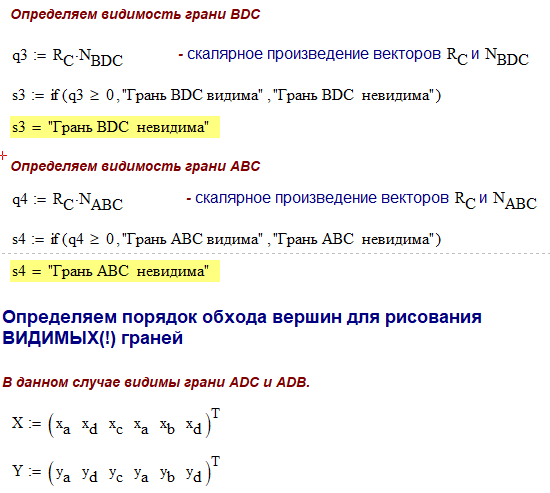 Определяем видимость грани BDC
q3 := R_C·N_BDC - скалярное произведение векторов R_C и N_BDC
s3 := if(q3 ≥ 0 ,"Грань BDC видима" ,"Грань BDC невидима")
s3 = "Грань BDC невидима"
Определяем видимость грани ABC
q4 := R_C·N_ABC - скалярное произведение векторов R_C и N_ABC
s4 := if(q4 ≥ 0 ,"Грань ABC видима" ,"Грань ABC невидима")
s4 = "Грань ABC невидима"
Определяем порядок обхода вершин для рисования
ВИДИМЫХ(!) граней
В данном случае видимы грани ADC и ADB.
X := (x_a x_d x_c x_a x_b x_d)^T
Y := (y_a y_d y_c y_a y_b y_d)^T